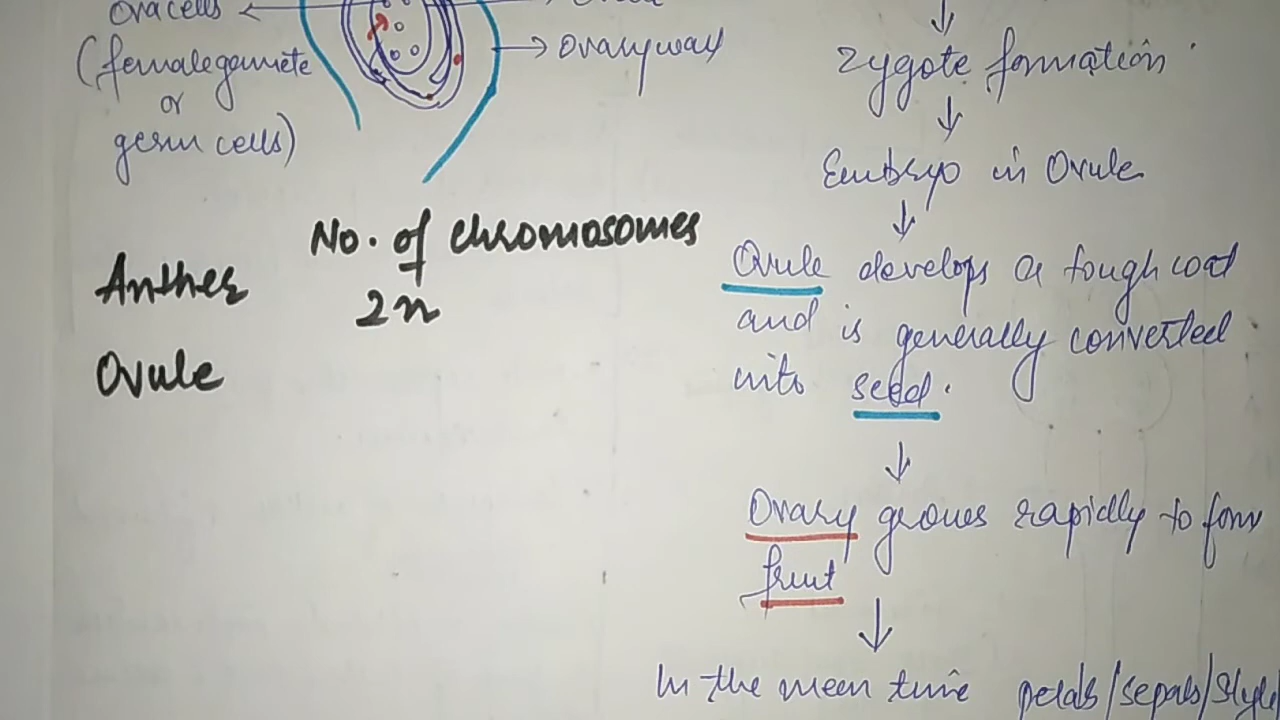 Ova cells
(female gamete
or
germ cells)
Ovary wall
No. of chromosomes
Anther 2n
Ovule
Zygote formation
Embryo in Ovule
Ovule develops a tough coat
and is generally converted
into seed.
Ovary grows rapidly to form
fruit
In the meen time petals/sepals/style